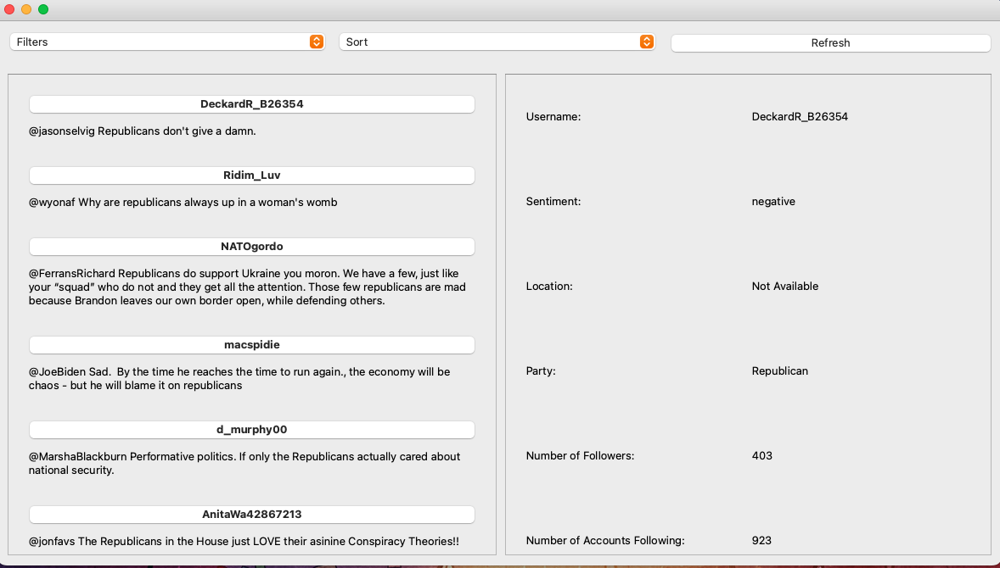 Filters
Sort
Refresh
DeckardR_B26354
@jasonselvig Republicans don't give a damn.
Ridim_Luv
@wyonaf Why are republicans always up in a woman's womb
NATOgordo
@FerransRichard Republicans do support Ukraine you moron. We have a few, just like
your “squad” who do not and they get all the attention. Those few republicans are mad
because Brandon leaves our own border open, while defending others.
macspidie
@JoeBiden Sad.  By the time he reaches the time to run again., the economy will be
chaos - but he will blame it on republicans
d_murphy00
@MarshaBlackburn Performative politics. If only the Republicans actually cared about
national security.
AnitaWa42867213
@jonfavs The Republicans in the House just LOVE their asinine Conspiracy Theories!!
Username: DeckardR_B26354
Sentiment: negative
Location: Not Available
Party: Republican
Number of Followers: 403
Number of Accounts Following: 923